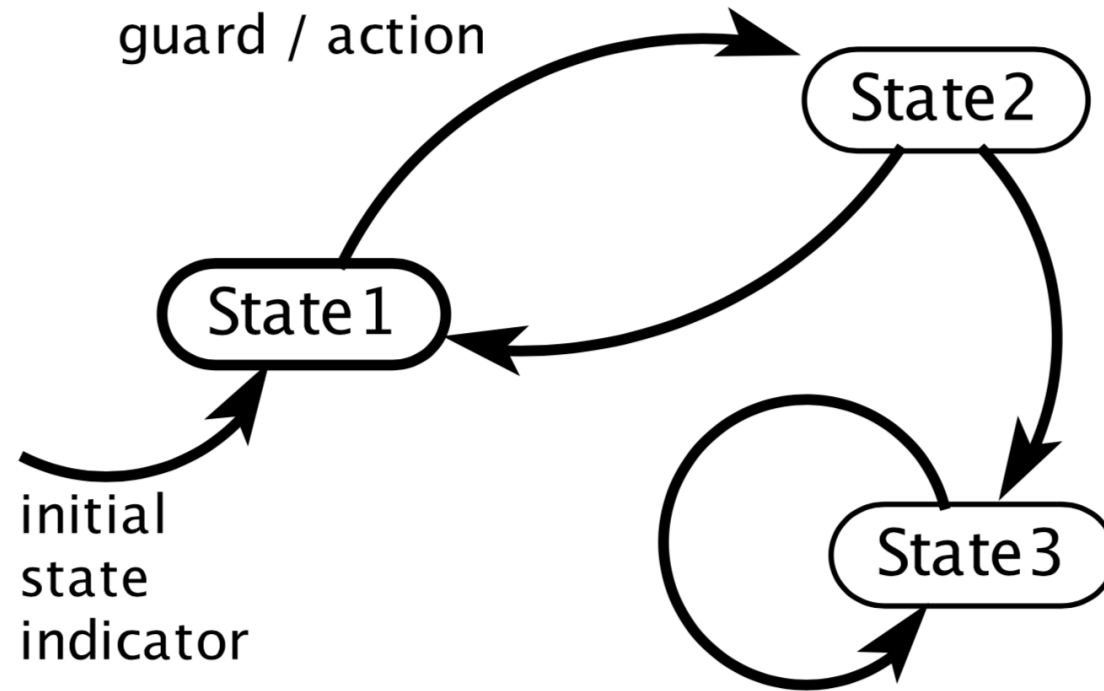 guard / action
State2
State1
initial
state
indicator
State3